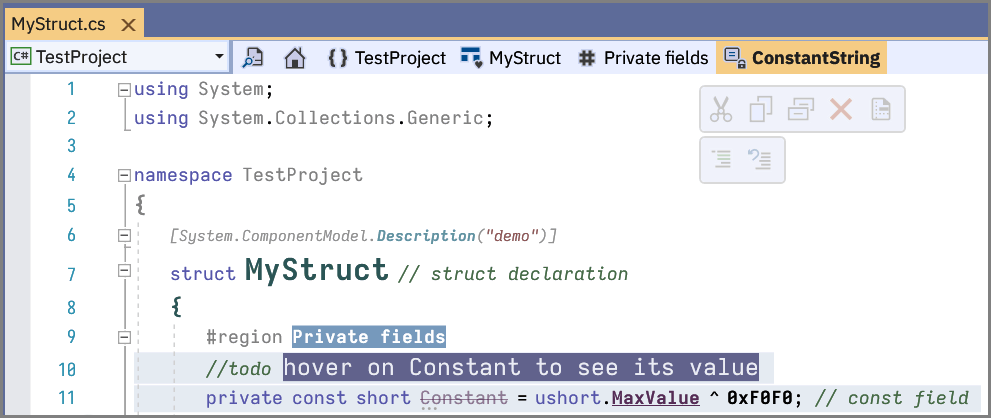 MyStruct.cs
C# TestProject { } TestProject MyStruct # Private fields ConstantString
1 using System;
2 using System.Collections.Generic;
3
4 namespace TestProject
5 {
6 [System.ComponentModel.Description("demo")]
7 struct MyStruct // struct declaration
8 {
9 #region Private fields
10 //todo hover on Constant to see its value
11 private const short Constant = ushort.MaxValue ^ 0xF0F0; // const field